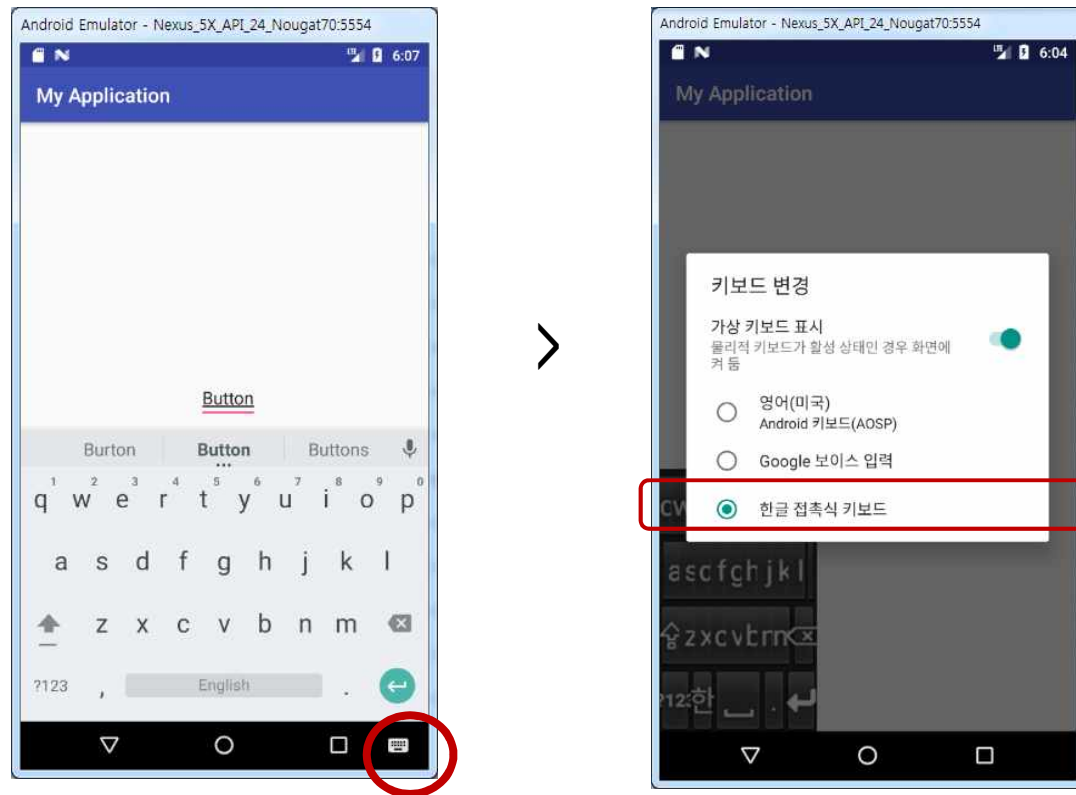 Android Emulator - Nexus_5X_API_24_Nougat70:5554
LTE 6:07
My Application
Button
Burton Button Buttons
1 2 3 4 5 6 7 8 9 0
q w e r t y u i o p
a s d f g h j k l
z x c v b n m
?123 , English .
>
Android Emulator - Nexus_5X_API_24_Nougat70:5554
LTE 6:04
My Application
키보드 변경
가상 키보드 표시
물리적 키보드가 활성 상태인 경우 화면에
켜 둠
영어(미국)
Android 키보드(AOSP)
Google 보이스 입력
한글 접촉식 키보드
한 .